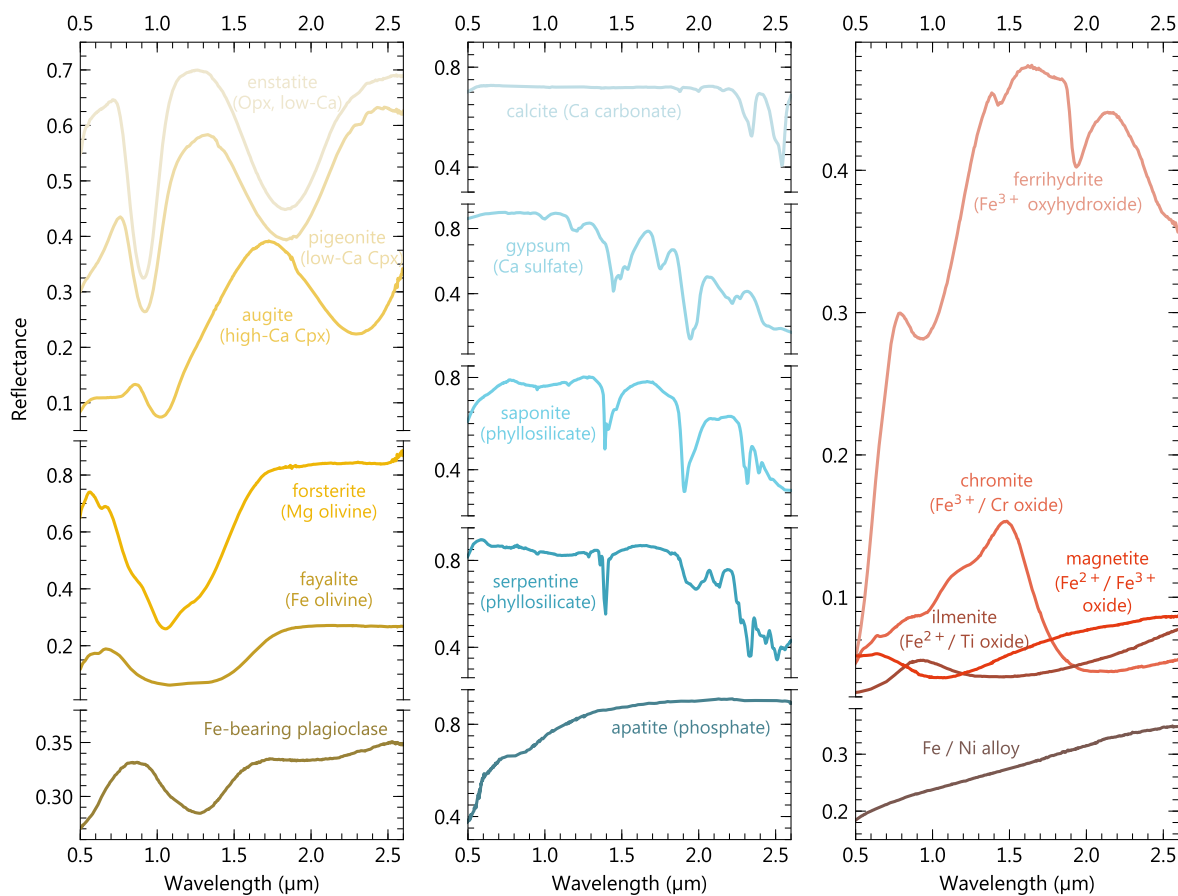 0.5 1.0 1.5 2.0 2.5
0.5 1.0 1.5 2.0 2.5
0.5 1.0 1.5 2.0 2.5
Reflectance
0.7
0.6
0.5
0.4
0.3
0.2
0.1
enstatite
(Opx, low-Ca)
pigeonite
(low-Ca Cpx)
augite
(high-Ca Cpx)
0.8
0.6
0.4
0.2
forsterite
(Mg olivine)
fayalite
(Fe olivine)
0.35
0.30
Fe-bearing plagioclase
0.5 1.0 1.5 2.0 2.5
Wavelength (µm)
0.8
0.4
calcite (Ca carbonate)
0.8
0.4
gypsum
(Ca sulfate)
0.8
0.4
saponite
(phyllosilicate)
0.8
0.4
serpentine
(phyllosilicate)
0.8
0.4
apatite (phosphate)
0.5 1.0 1.5 2.0 2.5
Wavelength (µm)
0.4
0.3
0.2
0.1
ferrihydrite
(Fe³⁺ oxyhydroxide)
chromite
(Fe³⁺ / Cr oxide)
magnetite
(Fe²⁺ / Fe³⁺
oxide)
ilmenite
(Fe²⁺ / Ti oxide)
0.3
0.2
Fe / Ni alloy
0.5 1.0 1.5 2.0 2.5
Wavelength (µm)